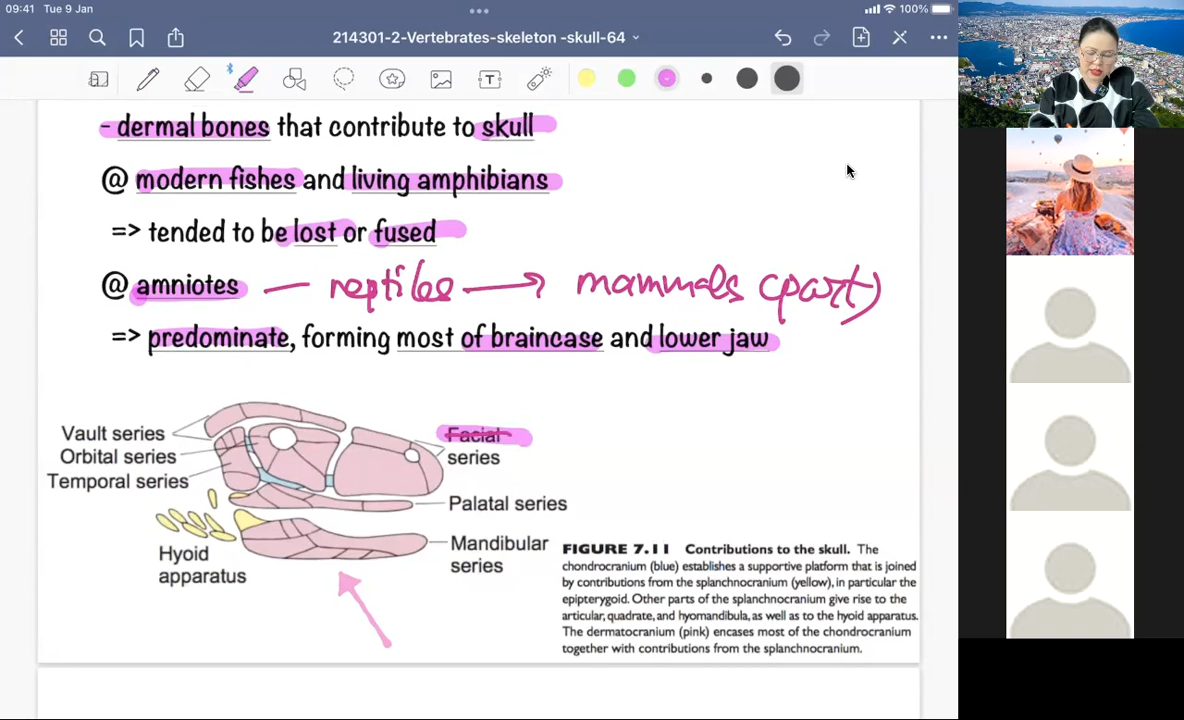 09:41 Tue 9 Jan
100%
214301-2-Vertebrates-skeleton -skull-64
- dermal bones that contribute to skull
@ modern fishes and living amphibians
=> tended to be lost or fused
@ amniotes — reptiles → mammals (part)
=> predominate, forming most of braincase and lower jaw
Vault series
Orbital series
Temporal series
Hyoid
apparatus
Facial
series
Palatal series
Mandibular
series
FIGURE 7.11 Contributions to the skull. The
chondrocranium (blue) establishes a supportive platform that is joined
by contributions from the splanchnocranium (yellow), in particular the
epipterygoid. Other parts of the splanchnocranium give rise to the
articular, quadrate, and hyomandibula, as well as to the hyoid apparatus.
The dermatocranium (pink) encases most of the chondrocranium
together with contributions from the splanchnocranium.